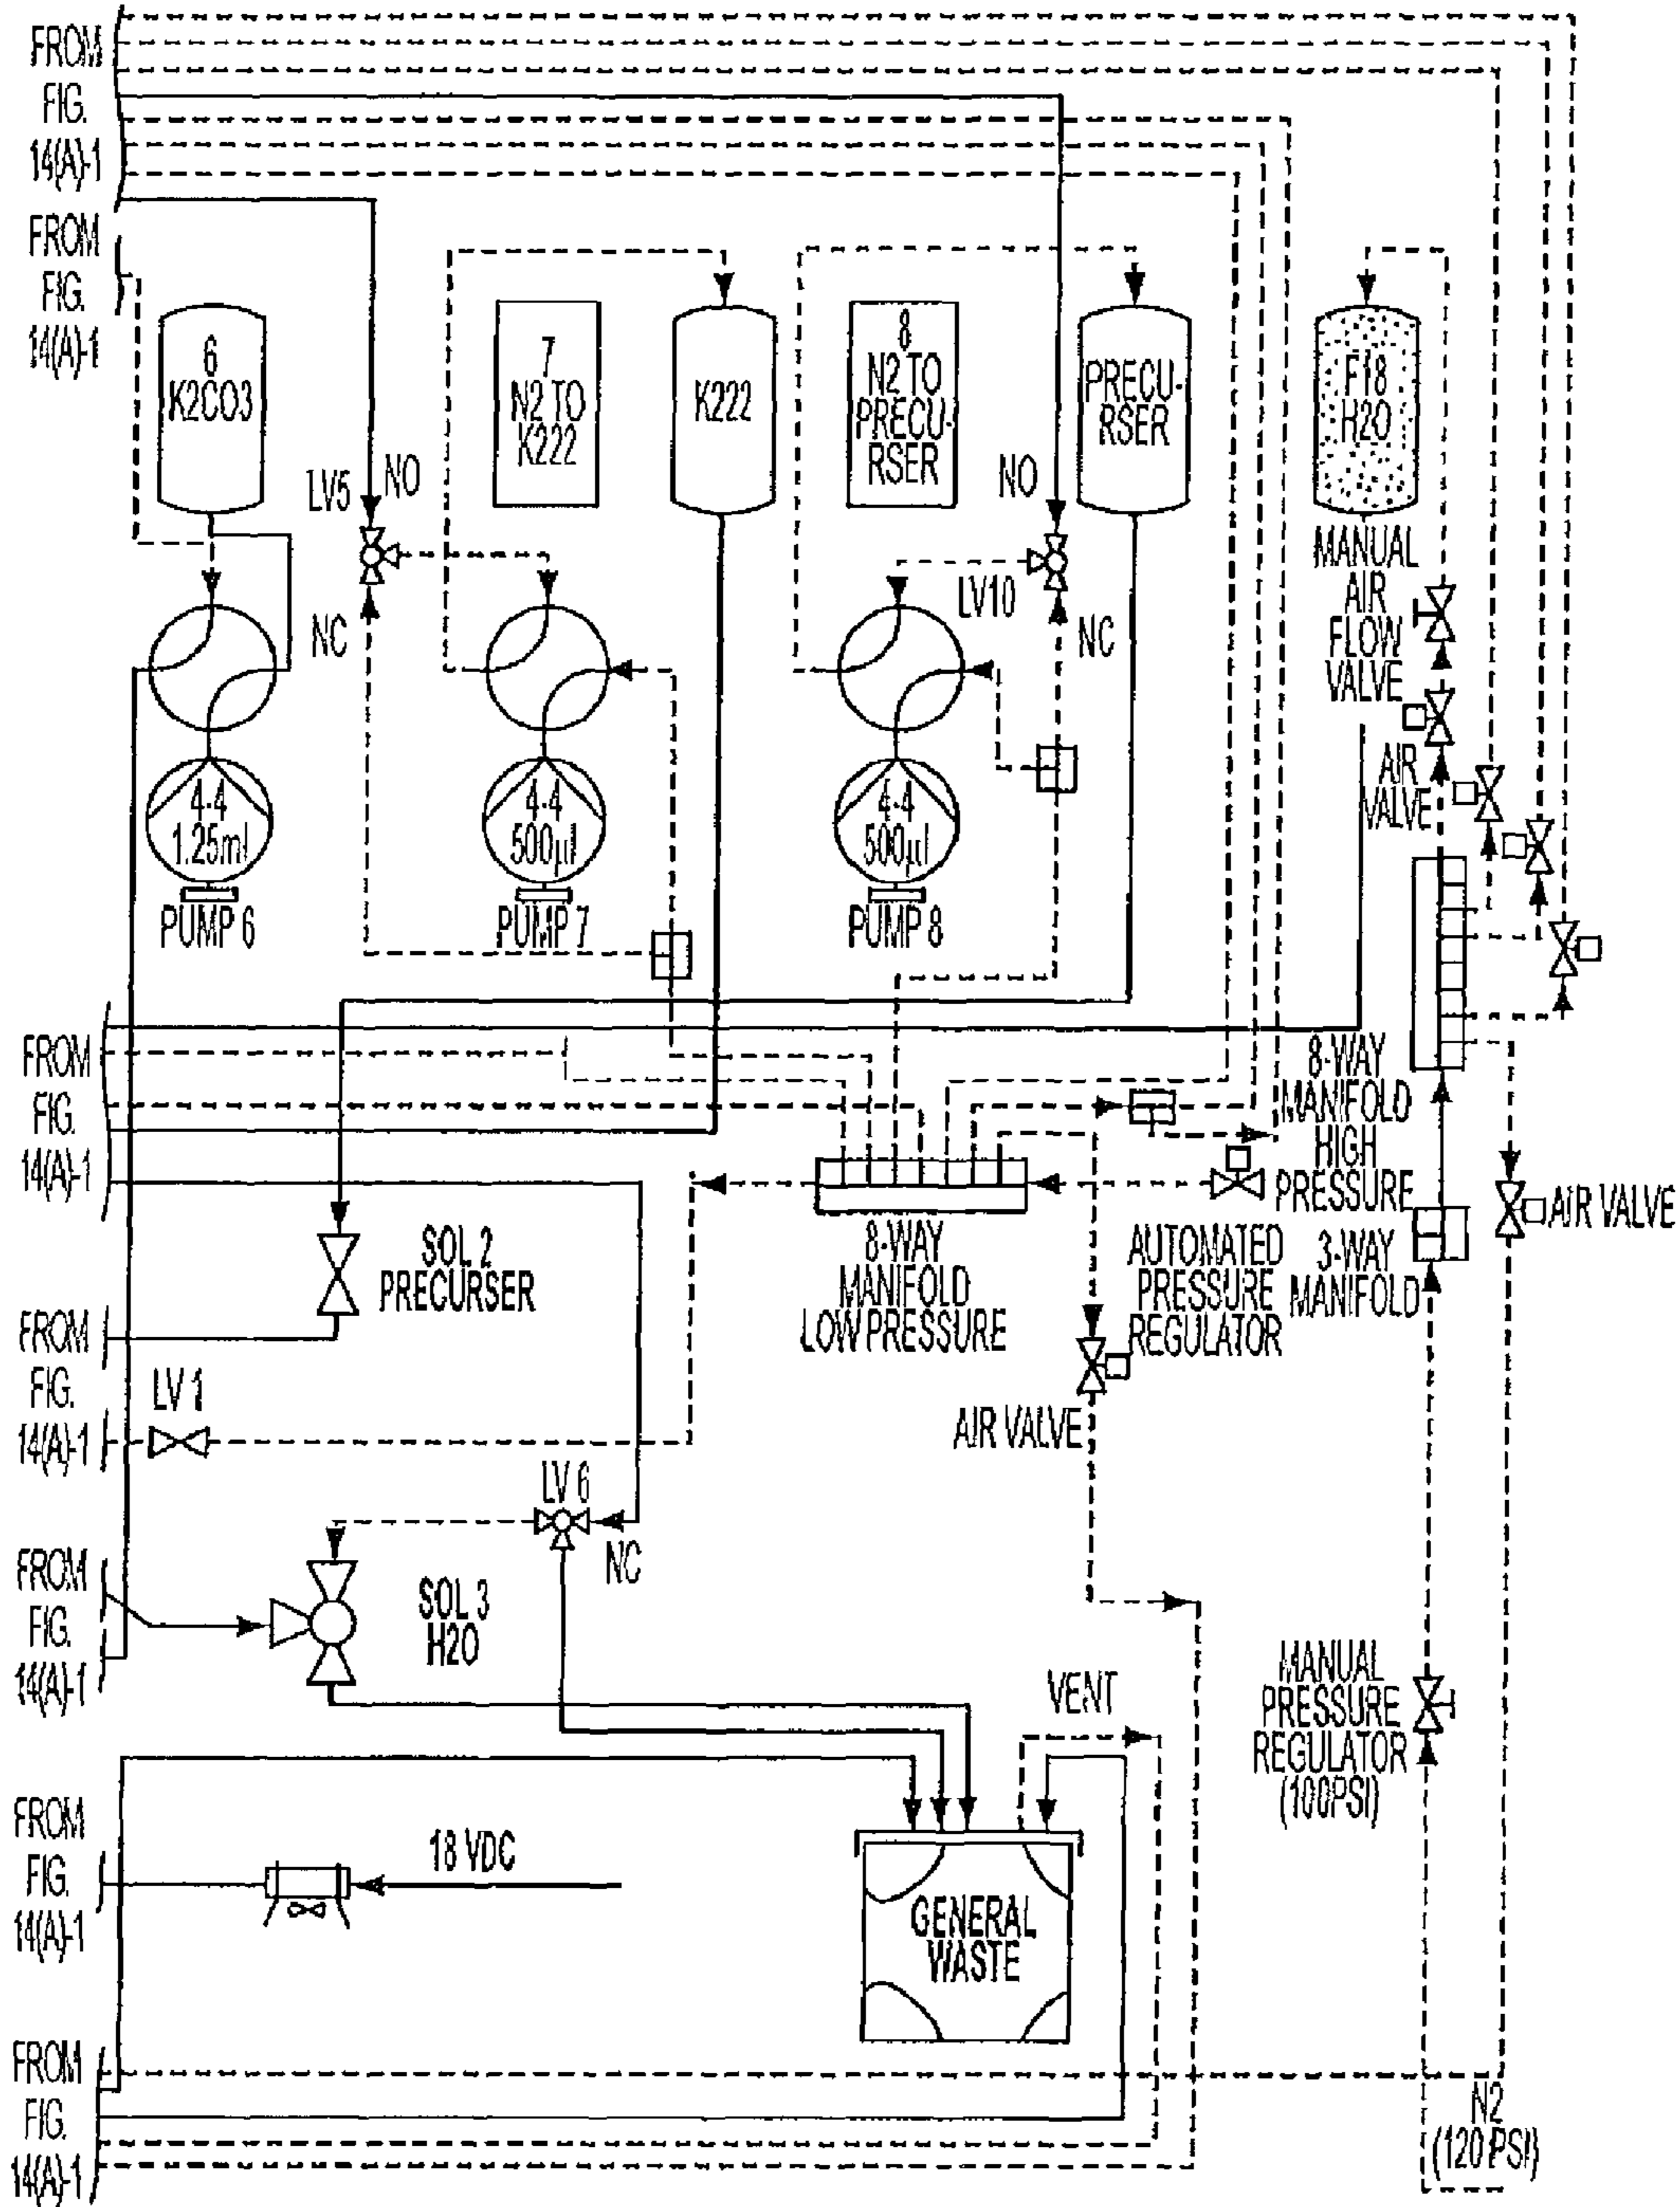 FROM
FIG.
14(A)-1
FROM
FIG.
14(A)-1
6
K2CO3
7
N2 TO
K222
K222
8
N2 TO
PRECU-
RSER
PRECU-
RSER
F18
H2O
LV5
NO
NC
NO
LV10
NC
MANUAL
AIR
FLOW
VALVE
AIR
VALVE
4-4
1.25ml
PUMP 6
4-4
500µl
PUMP 7
4-4
500µl
PUMP 8
FROM
FIG.
14(A)-1
8-WAY
MANIFOLD
HIGH
PRESSURE
SOL 2
PRECURSER
8-WAY
MANIFOLD
LOW PRESSURE
AUTOMATED
PRESSURE
REGULATOR
3-WAY
MANIFOLD
AIR VALVE
FROM
FIG.
14(A)-1
LV 1
AIR VALVE
LV 6
NC
FROM
FIG.
14(A)-1
SOL 3
H2O
VENT
MANUAL
PRESSURE
REGULATOR
(100PSI)
FROM
FIG.
14(A)-1
18 VDC
GENERAL
WASTE
FROM
FIG.
14(A)-1
N2
(120 PSI)